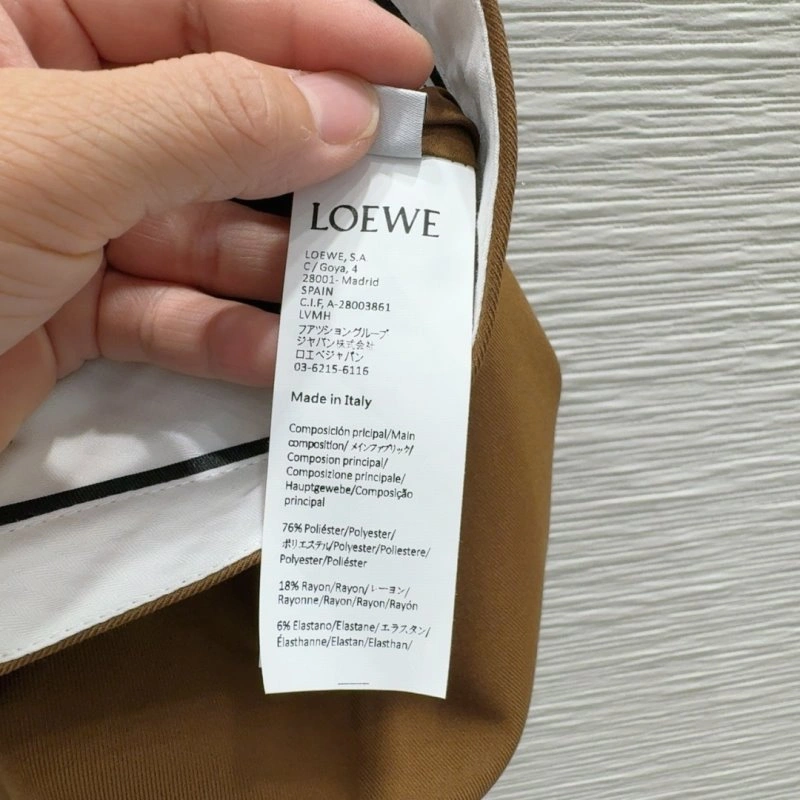 LOEWE
LOEWE, S.A.
C / Goya, 4
28001- Madrid
SPAIN
C.I.F, A-28003861
LVMH
フアツシヨングループ
ジャパン株式会社
ロエベジャパン
03-6215-6116
Made in Italy
Composición pricipal/Main
composition/ メインファブリック/
Composion principal/
Composizione principale/
Hauptgewebe/Composição
principal
76% Poliéster/Polyester/
ポリエステル/Polyester/Poliestere/
Polyester/Poliéster
18% Rayon/Rayon/レーヨン/
Rayonne/Rayon/Rayon/Rayón
6% Elastano/Elastane/エラスタン/
Élasthanne/Elastan/Elasthan/